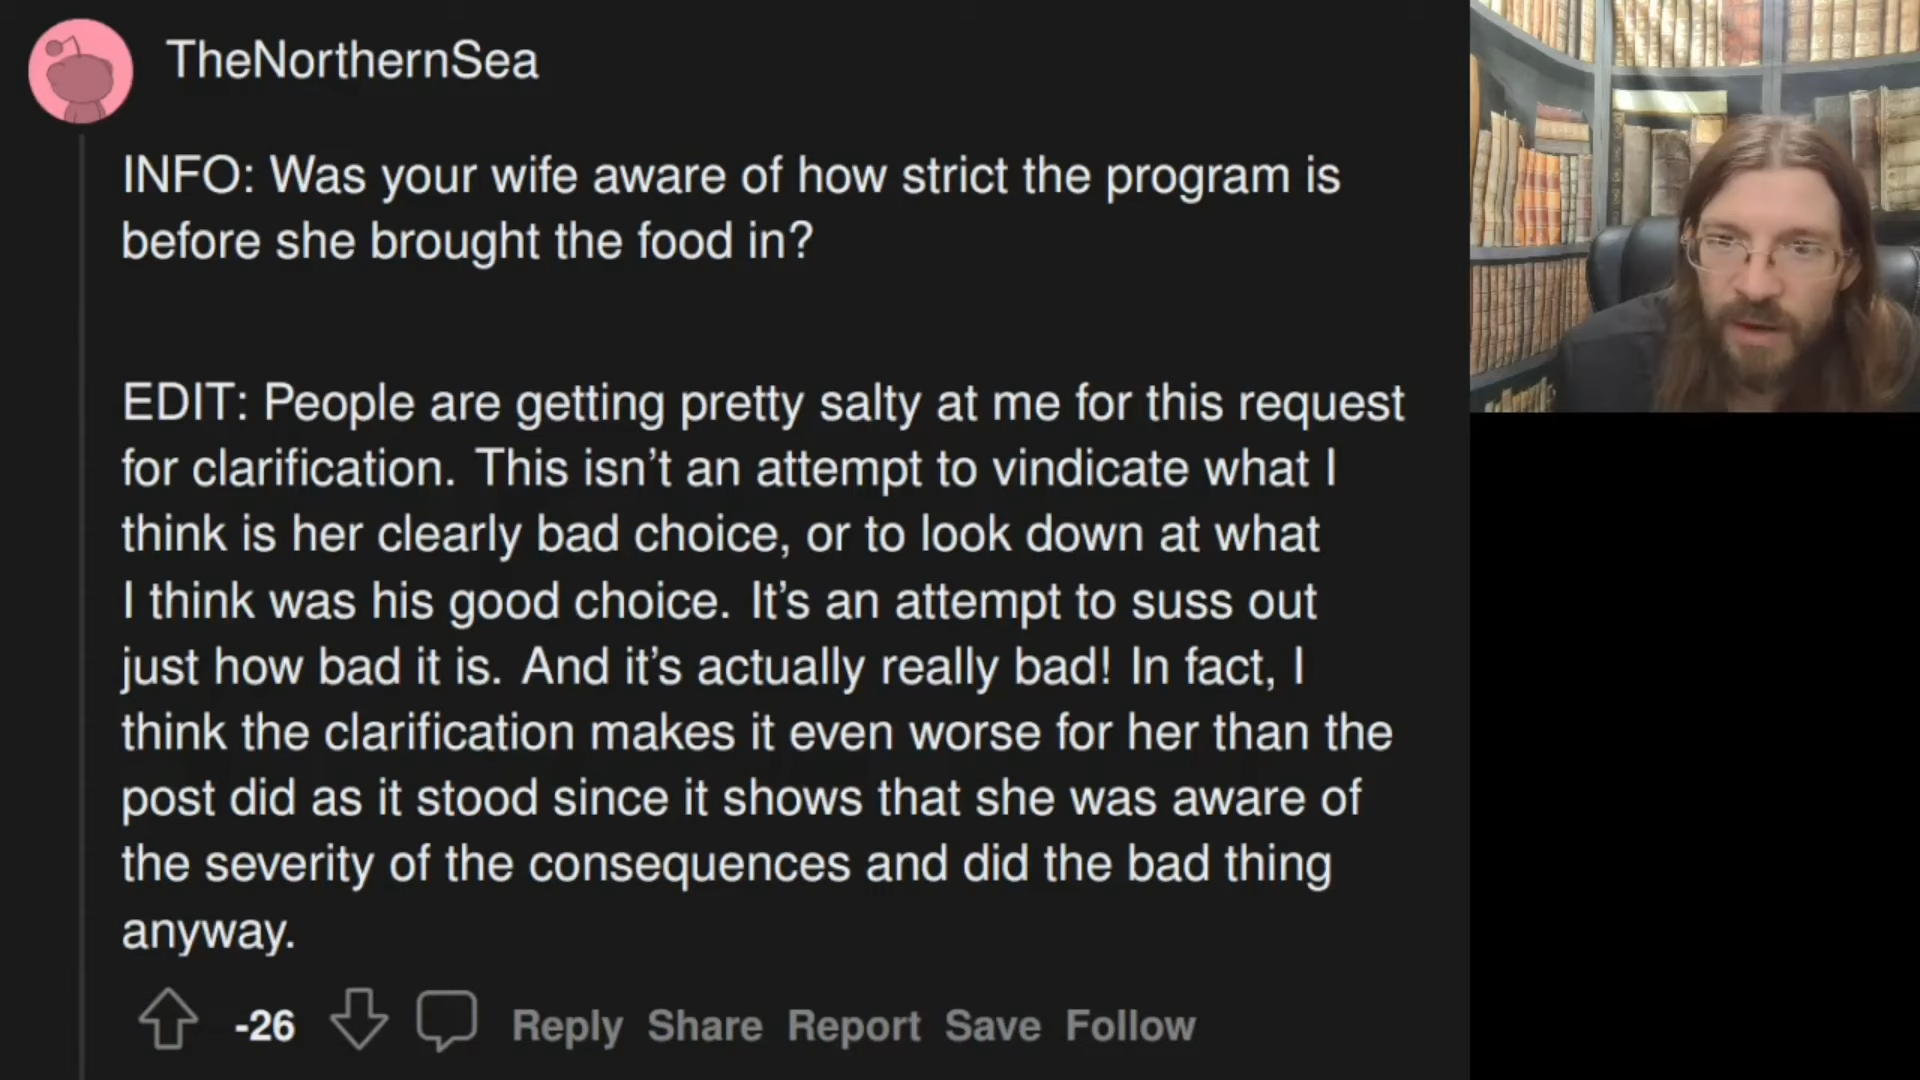 TheNorthernSea
INFO: Was your wife aware of how strict the program is
before she brought the food in?
EDIT: People are getting pretty salty at me for this request
for clarification. This isn’t an attempt to vindicate what I
think is her clearly bad choice, or to look down at what
I think was his good choice. It’s an attempt to suss out
just how bad it is. And it’s actually really bad! In fact, I
think the clarification makes it even worse for her than the
post did as it stood since it shows that she was aware of
the severity of the consequences and did the bad thing
anyway.
-26 Reply Share Report Save Follow